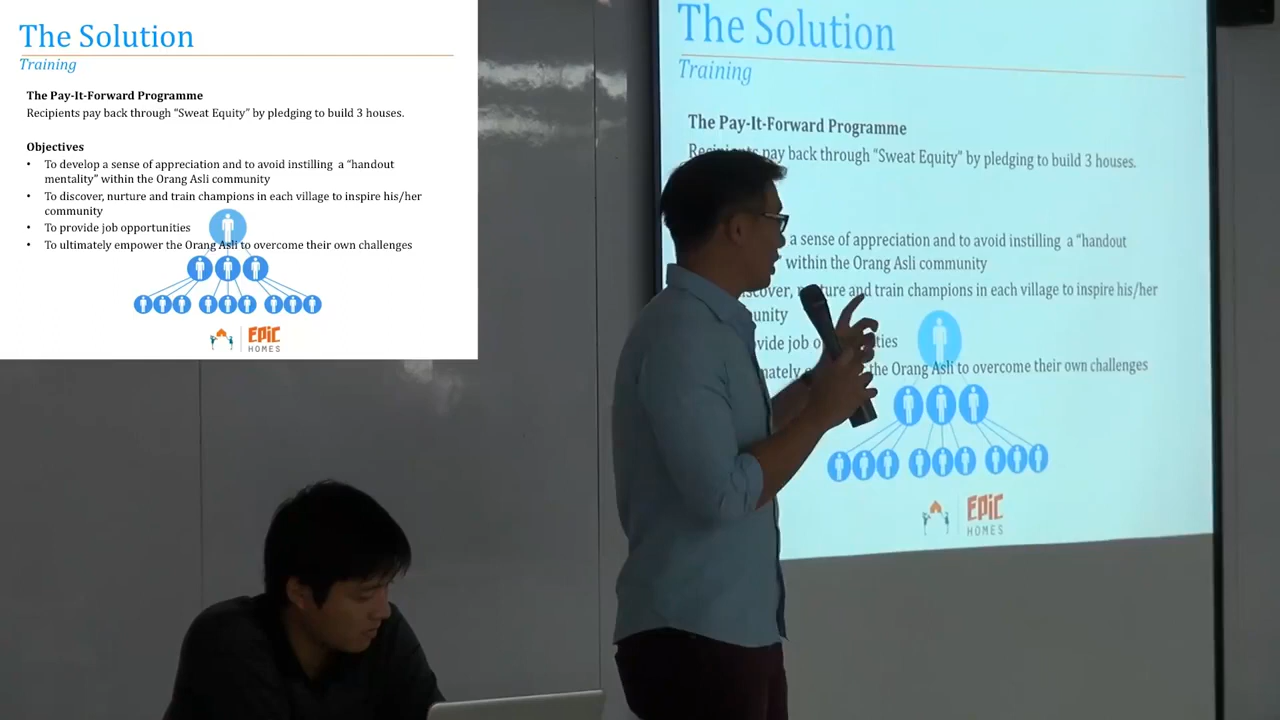 The Solution
Training
The Pay-It-Forward Programme
Recipients pay back through “Sweat Equity” by pledging to build 3 houses.
Objectives
• To develop a sense of appreciation and to avoid instilling a “handout
mentality” within the Orang Asli community
• To discover, nurture and train champions in each village to inspire his/her
community
• To provide job opportunities
• To ultimately empower the Orang Asli to overcome their own challenges
EPiC
HOMES
The Solution
Training
The Pay-It-Forward Programme
Recipients pay back through “Sweat Equity” by pledging to build 3 houses.
a sense of appreciation and to avoid instilling a “handout
within the Orang Asli community
and train champions in each village to inspire his/her
unity
job
the Orang Asli to overcome their own challenges
EPiC
HOMES